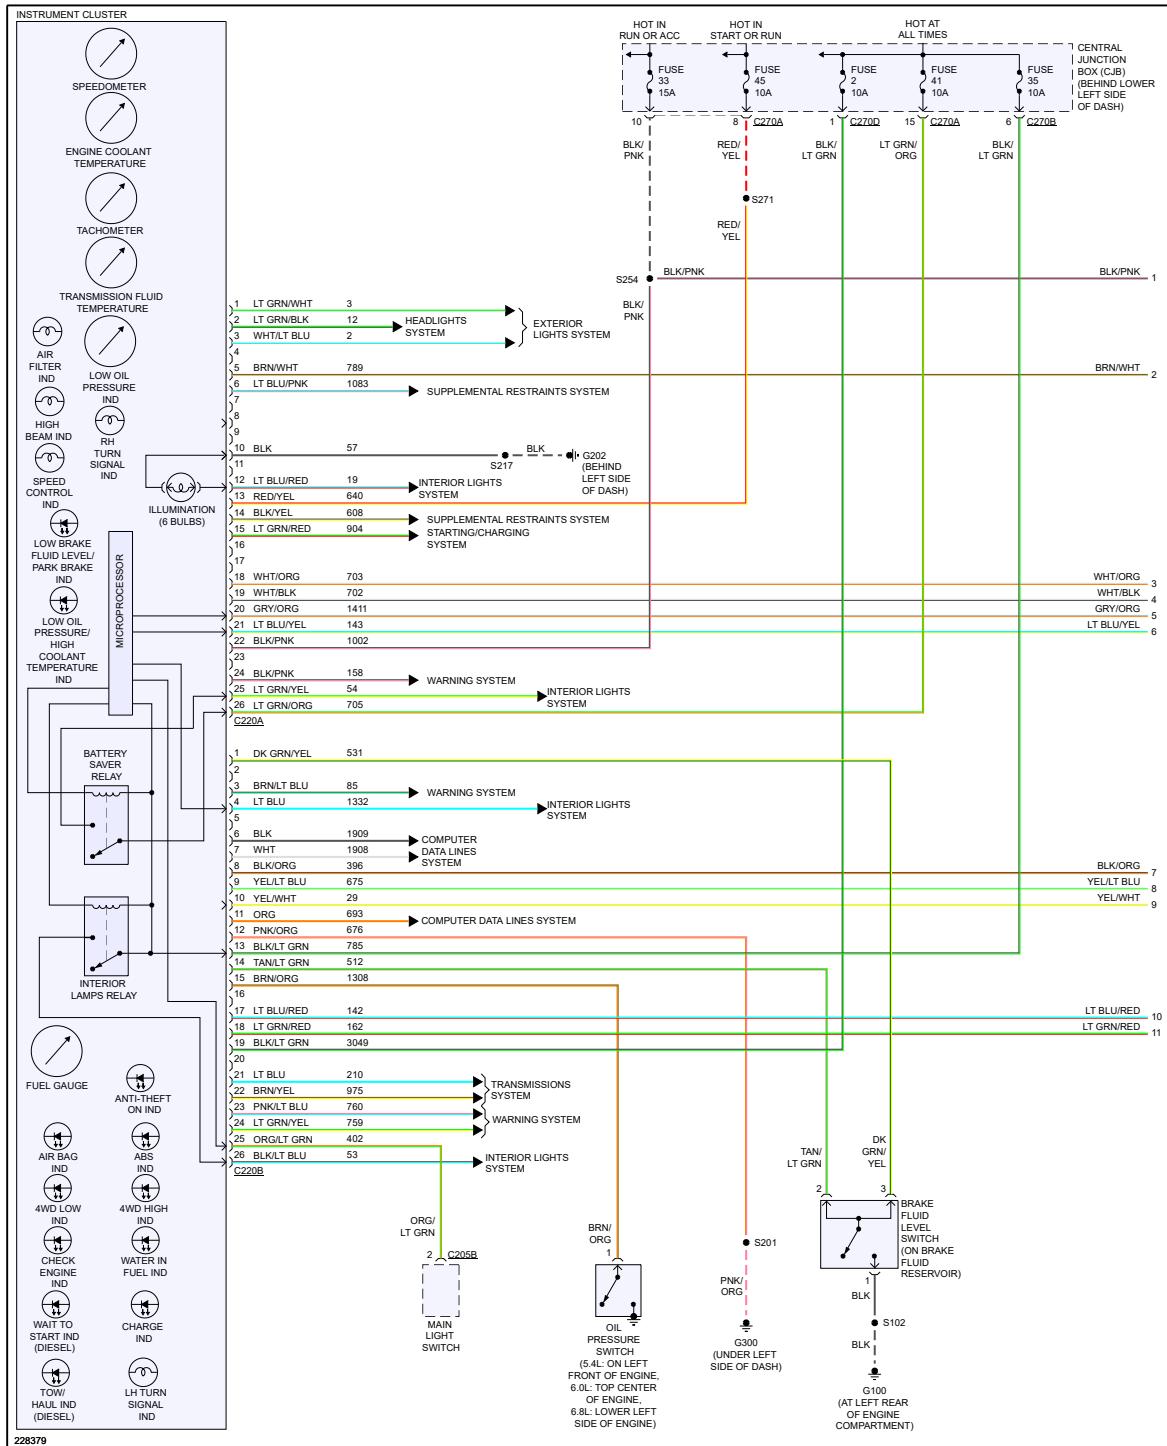 INSTRUMENT CLUSTER
SPEEDOMETER
ENGINE COOLANT
TEMPERATURE
TACHOMETER
TRANSMISSION FLUID
TEMPERATURE
AIR
FILTER
IND
LOW OIL
PRESSURE
IND
HIGH
BEAM IND
RH
TURN
SIGNAL
IND
SPEED
CONTROL
IND
ILLUMINATION
(6 BULBS)
LOW BRAKE
FLUID LEVEL/
PARK BRAKE
IND
MICROPROCESSOR
LOW OIL
PRESSURE/
HIGH
COOLANT
TEMPERATURE
IND
BATTERY
SAVER
RELAY
INTERIOR
LAMPS RELAY
FUEL GAUGE
ANTI-THEFT
ON IND
AIR BAG
IND
ABS
IND
4WD LOW
IND
4WD HIGH
IND
CHECK
ENGINE
IND
WATER IN
FUEL IND
WAIT TO
START IND
(DIESEL)
CHARGE
IND
TOW/
HAUL IND
(DIESEL)
LH TURN
SIGNAL
IND
228379
HOT IN
RUN OR ACC
HOT IN
START OR RUN
HOT AT
ALL TIMES
FUSE
33
15A
FUSE
45
10A
FUSE
2
10A
FUSE
41
10A
FUSE
35
10A
CENTRAL
JUNCTION
BOX (CJB)
(BEHIND LOWER
LEFT SIDE
OF DASH)
10
8 C270A
1 C270D
15 C270A
6 C270B
BLK/
PNK
RED/
YEL
BLK/
LT GRN
LT GRN/
ORG
BLK/
LT GRN
S271
RED/
YEL
S254
BLK/PNK
BLK/PNK 1
BLK/
PNK
1 LT GRN/WHT 3
2 LT GRN/BLK 12
HEADLIGHTS
SYSTEM
EXTERIOR
LIGHTS SYSTEM
3 WHT/LT BLU 2
4
5 BRN/WHT 789
BRN/WHT 2
6 LT BLU/PNK 1083
SUPPLEMENTAL RESTRAINTS SYSTEM
7
8
9
10 BLK 57
S217
BLK
G202
(BEHIND
LEFT SIDE
OF DASH)
11
12 LT BLU/RED 19
INTERIOR LIGHTS
SYSTEM
13 RED/YEL 640
14 BLK/YEL 608
SUPPLEMENTAL RESTRAINTS SYSTEM
15 LT GRN/RED 904
STARTING/CHARGING
SYSTEM
16
17
18 WHT/ORG 703
WHT/ORG 3
19 WHT/BLK 702
WHT/BLK 4
20 GRY/ORG 1411
GRY/ORG 5
21 LT BLU/YEL 143
LT BLU/YEL 6
22 BLK/PNK 1002
23
24 BLK/PNK 158
WARNING SYSTEM
25 LT GRN/YEL 54
INTERIOR LIGHTS
SYSTEM
26 LT GRN/ORG 705
C220A
1 DK GRN/YEL 531
2
3 BRN/LT BLU 85
WARNING SYSTEM
4 LT BLU 1332
INTERIOR LIGHTS
SYSTEM
5
6 BLK 1909
7 WHT 1908
COMPUTER
DATA LINES
SYSTEM
8 BLK/ORG 396
BLK/ORG 7
9 YEL/LT BLU 675
YEL/LT BLU 8
10 YEL/WHT 29
YEL/WHT 9
11 ORG 693
COMPUTER DATA LINES SYSTEM
12 PNK/ORG 676
13 BLK/LT GRN 785
14 TAN/LT GRN 512
15 BRN/ORG 1308
16
17 LT BLU/RED 142
LT BLU/RED 10
18 LT GRN/RED 162
LT GRN/RED 11
19 BLK/LT GRN 3049
20
21 LT BLU 210
22 BRN/YEL 975
TRANSMISSIONS
SYSTEM
23 PNK/LT BLU 760
24 LT GRN/YEL 759
WARNING SYSTEM
25 ORG/LT GRN 402
26 BLK/LT BLU 53
INTERIOR LIGHTS
SYSTEM
C220B
ORG/
LT GRN
2 C205B
MAIN
LIGHT
SWITCH
BRN/
ORG
1
OIL
PRESSURE
SWITCH
(5.4L: ON LEFT
FRONT OF ENGINE,
6.0L: TOP CENTER
OF ENGINE,
6.8L: LOWER LEFT
SIDE OF ENGINE)
S201
PNK/
ORG
G300
(UNDER LEFT
SIDE OF DASH)
TAN/
LT GRN
DK
GRN/
YEL
2
3
BRAKE
FLUID
LEVEL
SWITCH
(ON BRAKE
FLUID
RESERVOIR)
1
BLK
S102
BLK
G100
(AT LEFT REAR
OF ENGINE
COMPARTMENT)